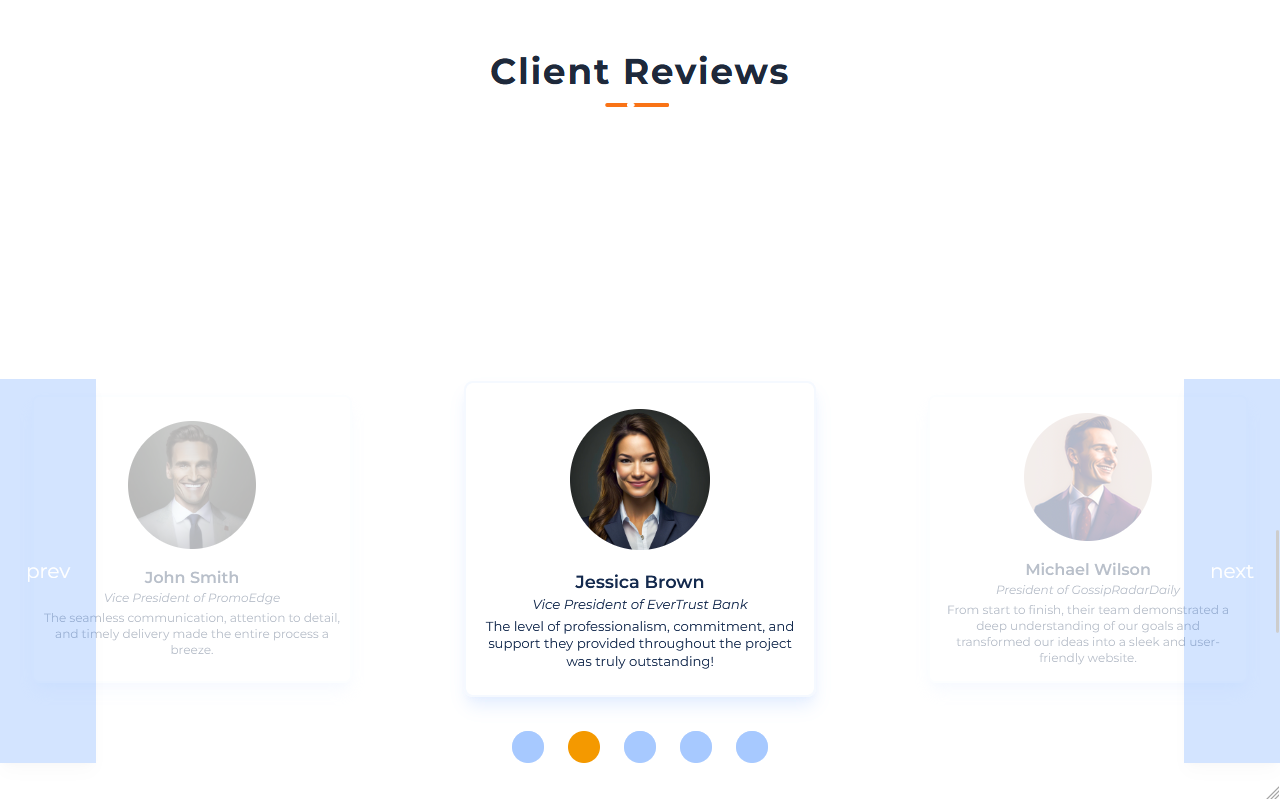 Client Reviews
prev
John Smith
Vice President of PromoEdge
The seamless communication, attention to detail,
and timely delivery made the entire process a
breeze.
Jessica Brown
Vice President of EverTrust Bank
The level of professionalism, commitment, and
support they provided throughout the project
was truly outstanding!
Michael Wilson
President of GossipRadarDaily
From start to finish, their team demonstrated a
deep understanding of our goals and
transformed our ideas into a sleek and user-
friendly website.
next